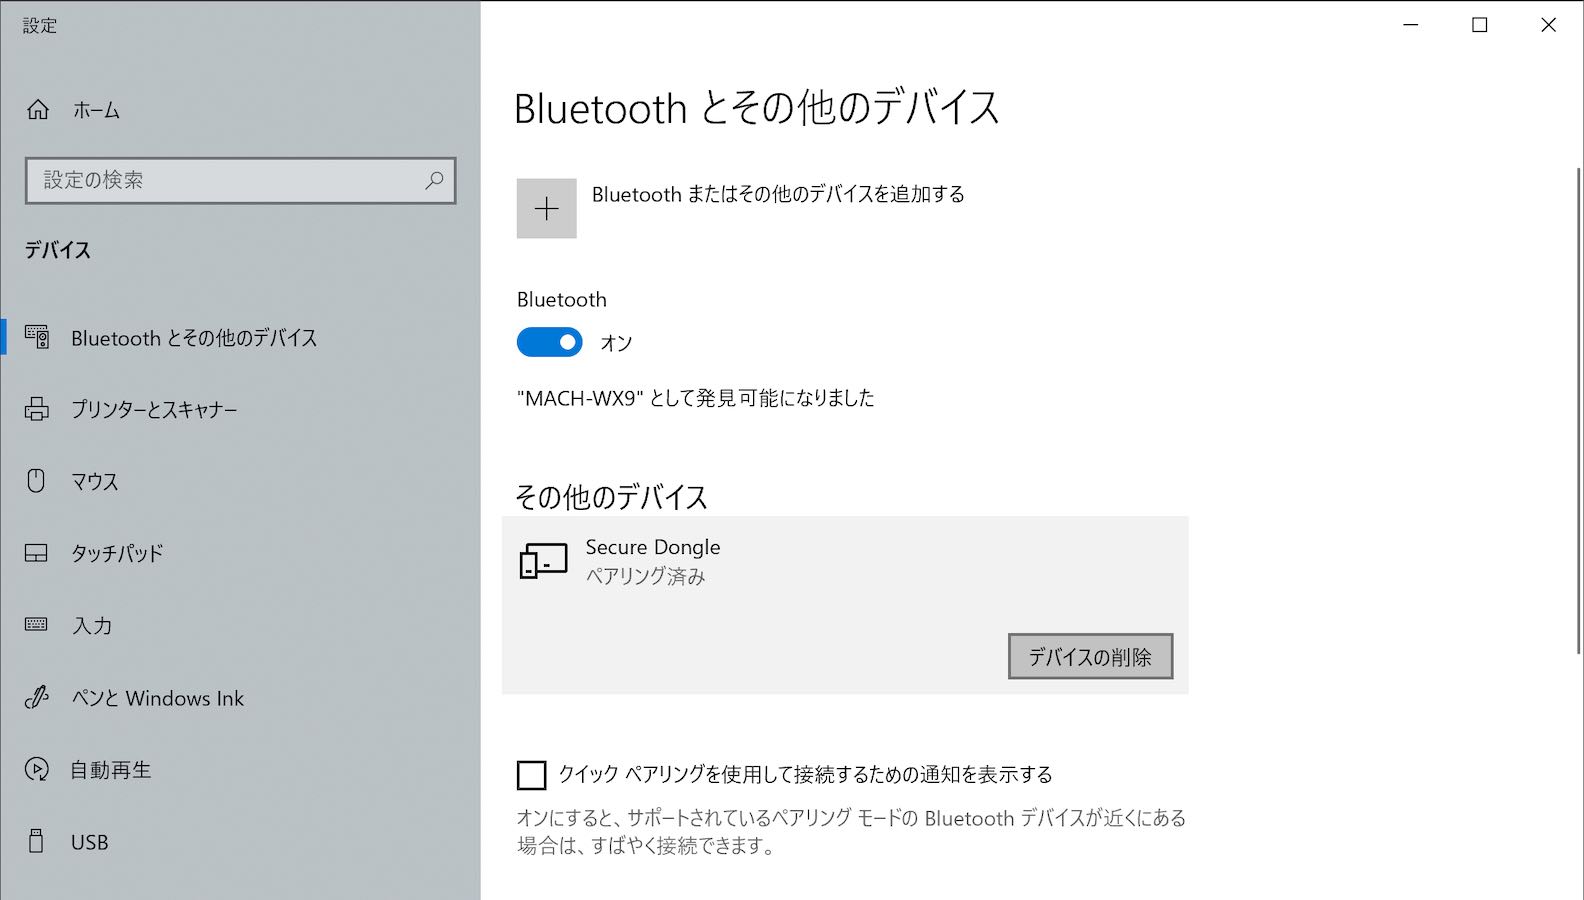 設定
ホーム
設定の検索
デバイス
Bluetooth とその他のデバイス
プリンターとスキャナー
マウス
タッチパッド
入力
ペンと Windows Ink
自動再生
USB
Bluetooth とその他のデバイス
Bluetooth またはその他のデバイスを追加する
Bluetooth
オン
"MACH-WX9" として発見可能になりました
その他のデバイス
Secure Dongle
ペアリング済み
デバイスの削除
クイック ペアリングを使用して接続するための通知を表示する
オンにすると、サポートされているペアリング モードの Bluetooth デバイスが近くにある
場合は、すばやく接続できます。